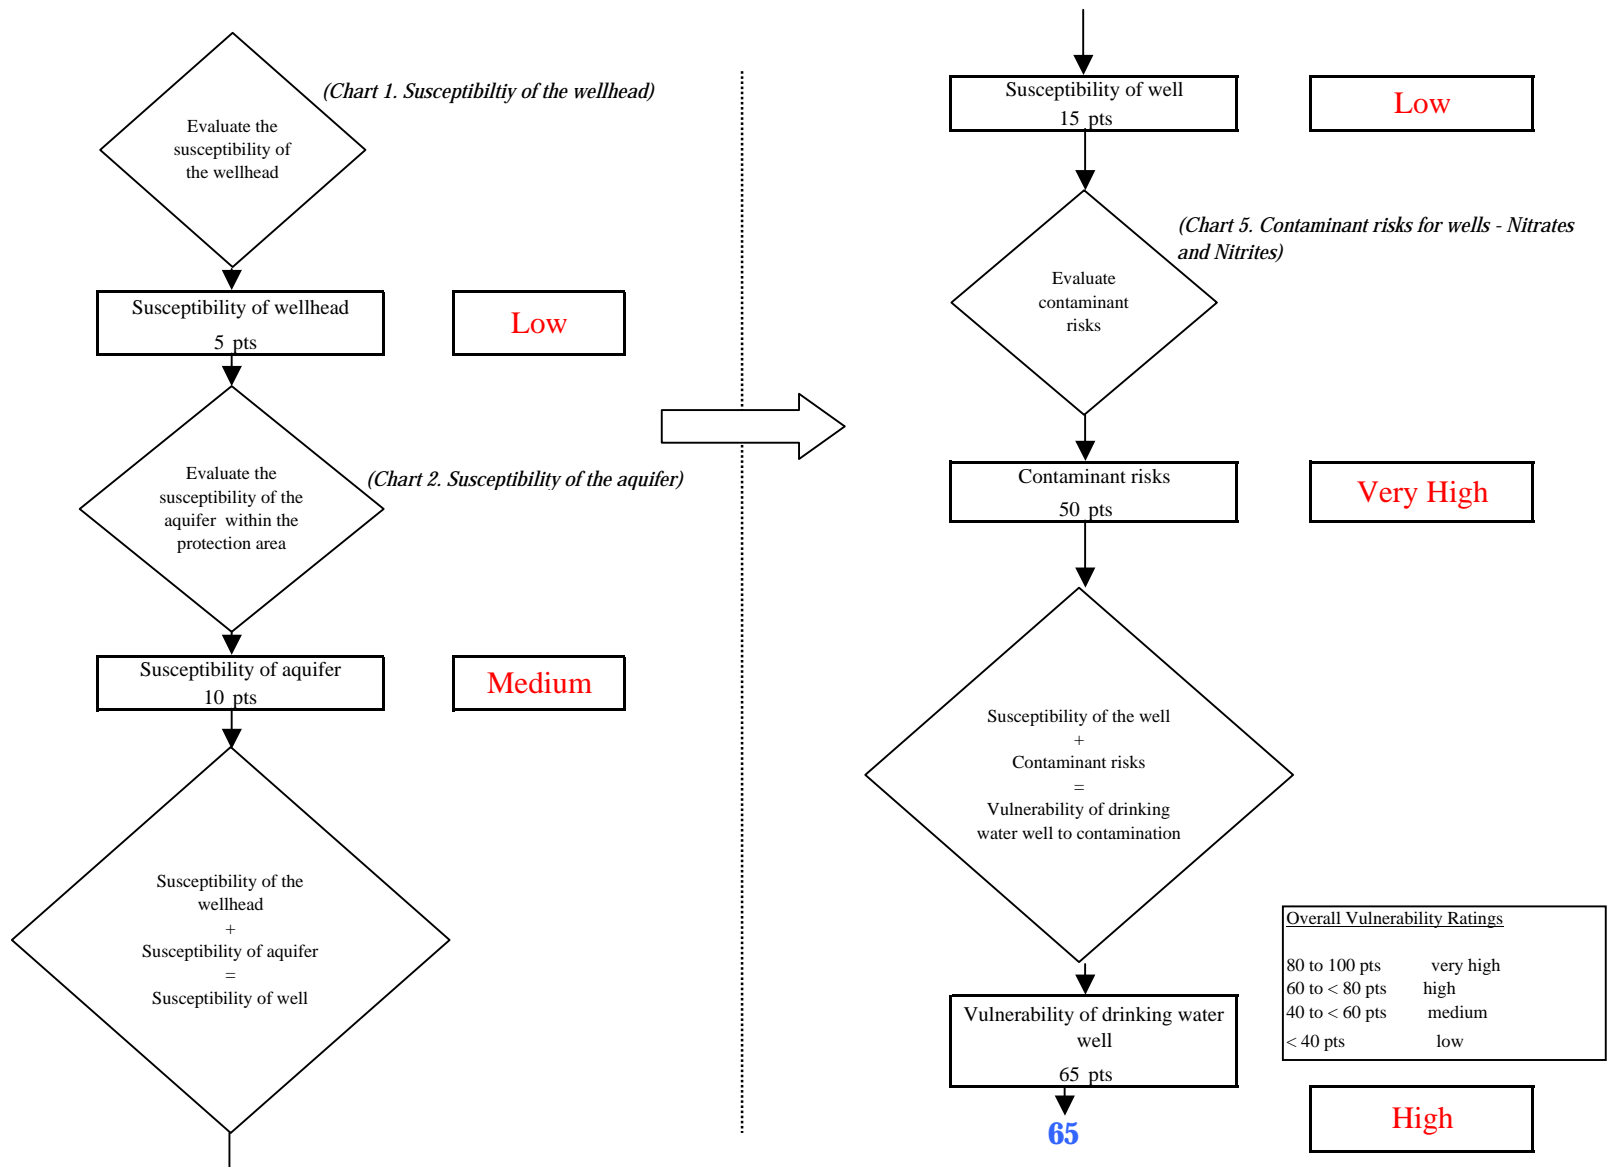 (Chart 1. Susceptibiltiy of the wellhead)
Evaluate the
susceptibility of
the wellhead
Susceptibility of wellhead
5 pts
Low
Evaluate the
susceptibility of the
aquifer within the
protection area
(Chart 2. Susceptibility of the aquifer)
Susceptibility of aquifer
10 pts
Medium
Susceptibility of the
wellhead
+
Susceptibility of aquifer
=
Susceptibility of well
Susceptibility of well
15 pts
Low
(Chart 5. Contaminant risks for wells - Nitrates
and Nitrites)
Evaluate
contaminant
risks
Contaminant risks
50 pts
Very High
Susceptibility of the well
+
Contaminant risks
=
Vulnerability of drinking
water well to contamination
Overall Vulnerability Ratings
80 to 100 pts very high
60 to < 80 pts high
40 to < 60 pts medium
< 40 pts low
Vulnerability of drinking water
well
65 pts
65
High